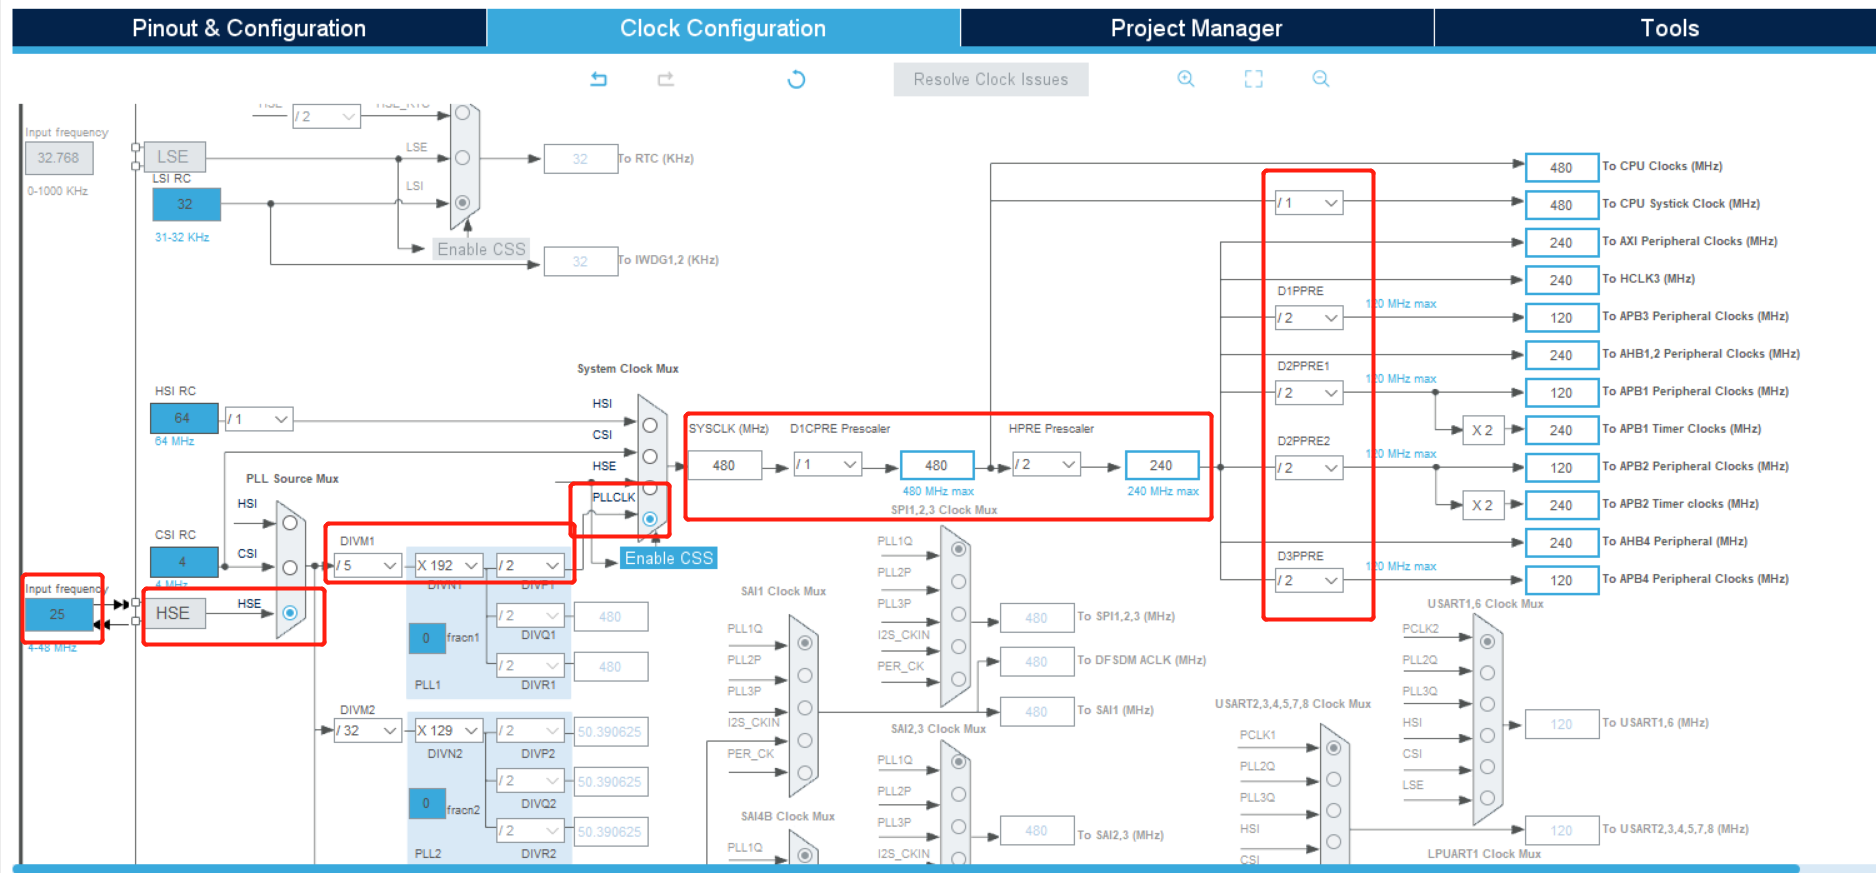 Pinout & Configuration
Clock Configuration
Project Manager
Tools
Resolve Clock Issues
HSE
/ 2
HSE_RTC
Input frequency
32.768
0-1000 KHz
LSE
LSE
LSI RC
32
31-32 KHz
LSI
Enable CSS
32
To RTC (KHz)
32
To IWDG1,2 (KHz)
HSI RC
64
64 MHz
/ 1
PLL Source Mux
HSI
CSI RC
4
4 MHz
CSI
Input frequency
25
4-48 MHz
HSE
HSE
System Clock Mux
HSI
CSI
HSE
PLLCLK
Enable CSS
DIVM1
/ 5
X 192
DIVN1
/ 2
DIVP1
0
fracn1
/ 2
DIVQ1
480
/ 2
DIVR1
480
PLL1
DIVM2
/ 32
X 129
DIVN2
/ 2
DIVP2
50.390625
/ 2
DIVQ2
50.390625
0
fracn2
/ 2
DIVR2
50.390625
PLL2
SYSCLK (MHz)
480
D1CPRE Prescaler
/ 1
480
480 MHz max
HPRE Prescaler
/ 2
240
240 MHz max
/ 1
D1PPRE
/ 2
120 MHz max
D2PPRE1
/ 2
120 MHz max
X 2
D2PPRE2
/ 2
120 MHz max
X 2
D3PPRE
/ 2
120 MHz max
480
To CPU Clocks (MHz)
480
To CPU Systick Clock (MHz)
240
To AXI Peripheral Clocks (MHz)
240
To HCLK3 (MHz)
120
To APB3 Peripheral Clocks (MHz)
240
To AHB1,2 Peripheral Clocks (MHz)
120
To APB1 Peripheral Clocks (MHz)
240
To APB1 Timer Clocks (MHz)
120
To APB2 Peripheral Clocks (MHz)
240
To APB2 Timer clocks (MHz)
240
To AHB4 Peripheral (MHz)
120
To APB4 Peripheral Clocks (MHz)
SPI1,2,3 Clock Mux
PLL1Q
PLL2P
PLL3P
I2S_CKIN
PER_CK
480
To SPI1,2,3 (MHz)
480
To DFSDM ACLK (MHz)
SAI1 Clock Mux
PLL1Q
PLL2P
PLL3P
I2S_CKIN
PER_CK
480
To SAI1 (MHz)
SAI2,3 Clock Mux
PLL1Q
PLL2P
PLL3P
I2S_CKIN
480
To SAI2,3 (MHz)
SAI4B Clock Mux
PLL1Q
USART1,6 Clock Mux
PCLK2
PLL2Q
PLL3Q
HSI
CSI
LSE
120
To USART1,6 (MHz)
USART2,3,4,5,7,8 Clock Mux
PCLK1
PLL2Q
PLL3Q
HSI
CSI
120
To USART2,3,4,5,7,8 (MHz)
LPUART1 Clock Mux